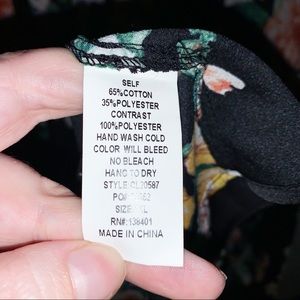 SELF
65%COTTON
35%POLYESTER
CONTRAST
100%POLYESTER
HAND WASH COLD
COLOR WILL BLEED
NO BLEACH
HANG TO DRY
STYLE:CL20587
SIZE: XL
RN#:138401
MADE IN CHINA